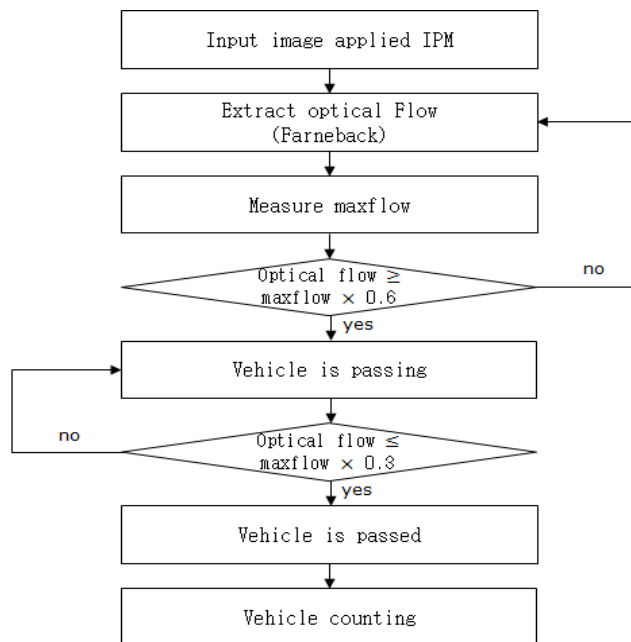 Input image applied IPM
Extract optical Flow
(Farneback)
Measure maxflow
Optical flow ≥
maxflow × 0.6
no
yes
Vehicle is passing
no
Optical flow ≤
maxflow × 0.3
yes
Vehicle is passed
Vehicle counting